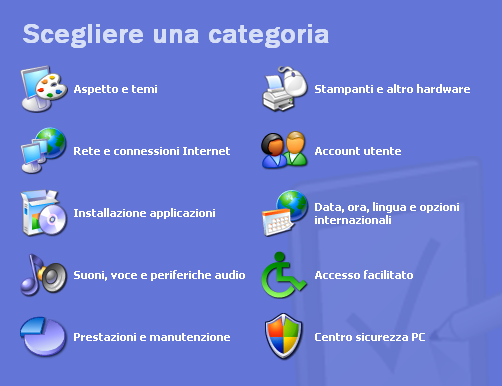 Scegliere una categoria
Aspetto e temi
Stampanti e altro hardware
Rete e connessioni Internet
Account utente
Installazione applicazioni
Data, ora, lingua e opzioni
internazionali
Suoni, voce e periferiche audio
Accesso facilitato
Prestazioni e manutenzione
Centro sicurezza PC